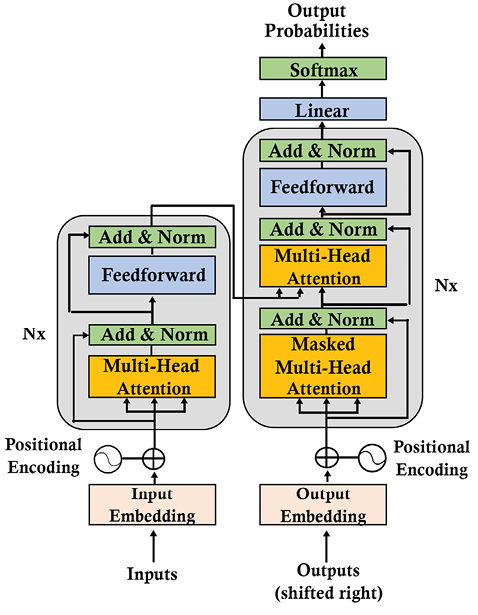 Output
Probabilities
Softmax
Linear
Add & Norm
Feedforward
Add & Norm
Multi-Head
Attention
Add & Norm
Masked
Multi-Head
Attention
Nx
Positional
Encoding
Output
Embedding
Outputs
(shifted right)
Add & Norm
Feedforward
Add & Norm
Multi-Head
Attention
Nx
Positional
Encoding
Input
Embedding
Inputs